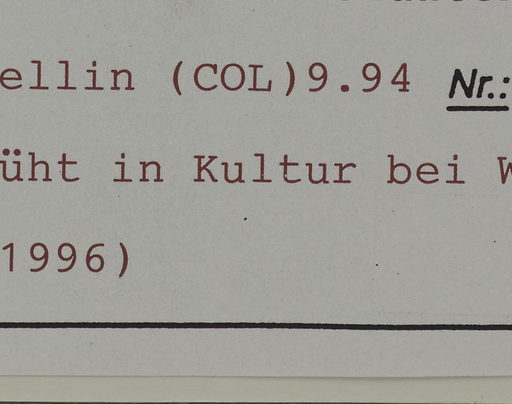 ellin (COL)9.94 Nr.:
üht in Kultur bei W
1996)